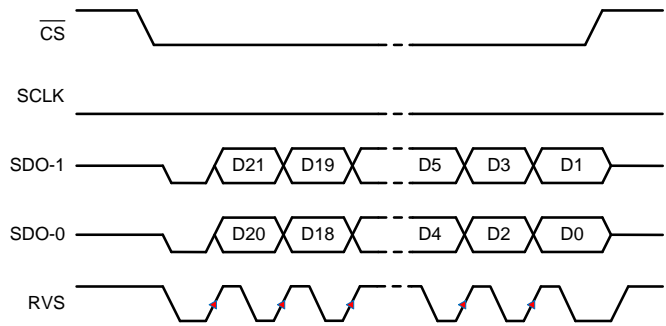 CS
SCLK
SDO-1 D21 D19 D5 D3 D1
SDO-0 D20 D18 D4 D2 D0
RVS